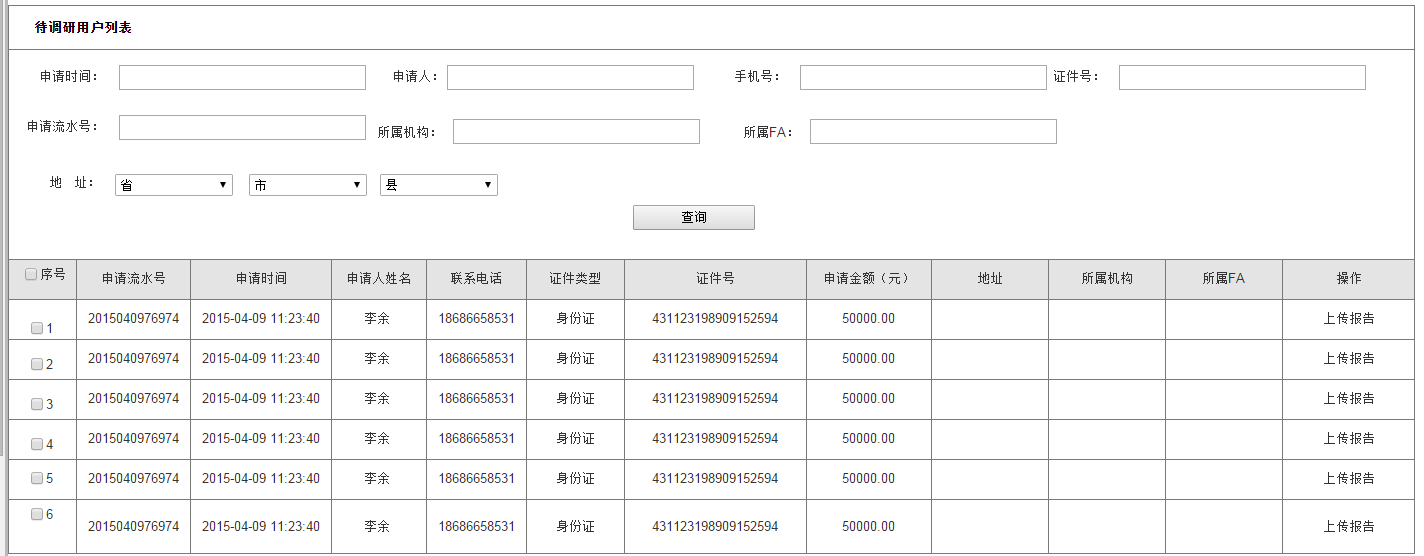 待调研用户列表
申请时间： 申请人： 手机号： 证件号：
申请流水号： 所属机构： 所属FA：
地 址： 省 市 县
查询
序号 申请流水号 申请时间 申请人姓名 联系电话 证件类型 证件号 申请金额（元） 地址 所属机构 所属FA 操作
1 2015040976974 2015-04-09 11:23:40 李余 18686658531 身份证 431123198909152594 50000.00 上传报告
2 2015040976974 2015-04-09 11:23:40 李余 18686658531 身份证 431123198909152594 50000.00 上传报告
3 2015040976974 2015-04-09 11:23:40 李余 18686658531 身份证 431123198909152594 50000.00 上传报告
4 2015040976974 2015-04-09 11:23:40 李余 18686658531 身份证 431123198909152594 50000.00 上传报告
5 2015040976974 2015-04-09 11:23:40 李余 18686658531 身份证 431123198909152594 50000.00 上传报告
6 2015040976974 2015-04-09 11:23:40 李余 18686658531 身份证 431123198909152594 50000.00 上传报告